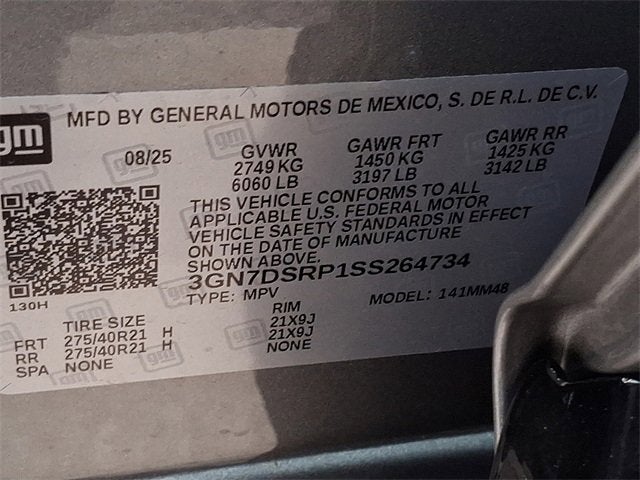 gm
MFD BY GENERAL MOTORS DE MEXICO, S. DE R.L. DE C.V.
08/25 GVWR GAWR FRT GAWR RR
2749 KG 1450 KG 1425 KG
6060 LB 3197 LB 3142 LB
THIS VEHICLE CONFORMS TO ALL
APPLICABLE U.S. FEDERAL MOTOR
VEHICLE SAFETY STANDARDS IN EFFECT
ON THE DATE OF MANUFACTURE
SHOWN ABOVE.
3GN7DSRP1SS264734
130H TYPE: MPV MODEL: 141MM48
TIRE SIZE RIM
FRT 275/40R21 H 21X9J
RR 275/40R21 H 21X9J
SPA NONE NONE